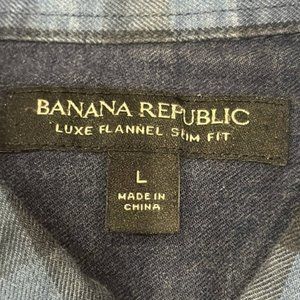 BANANA REPUBLIC
LUXE FLANNEL SLIM FIT
L
MADE IN
CHINA